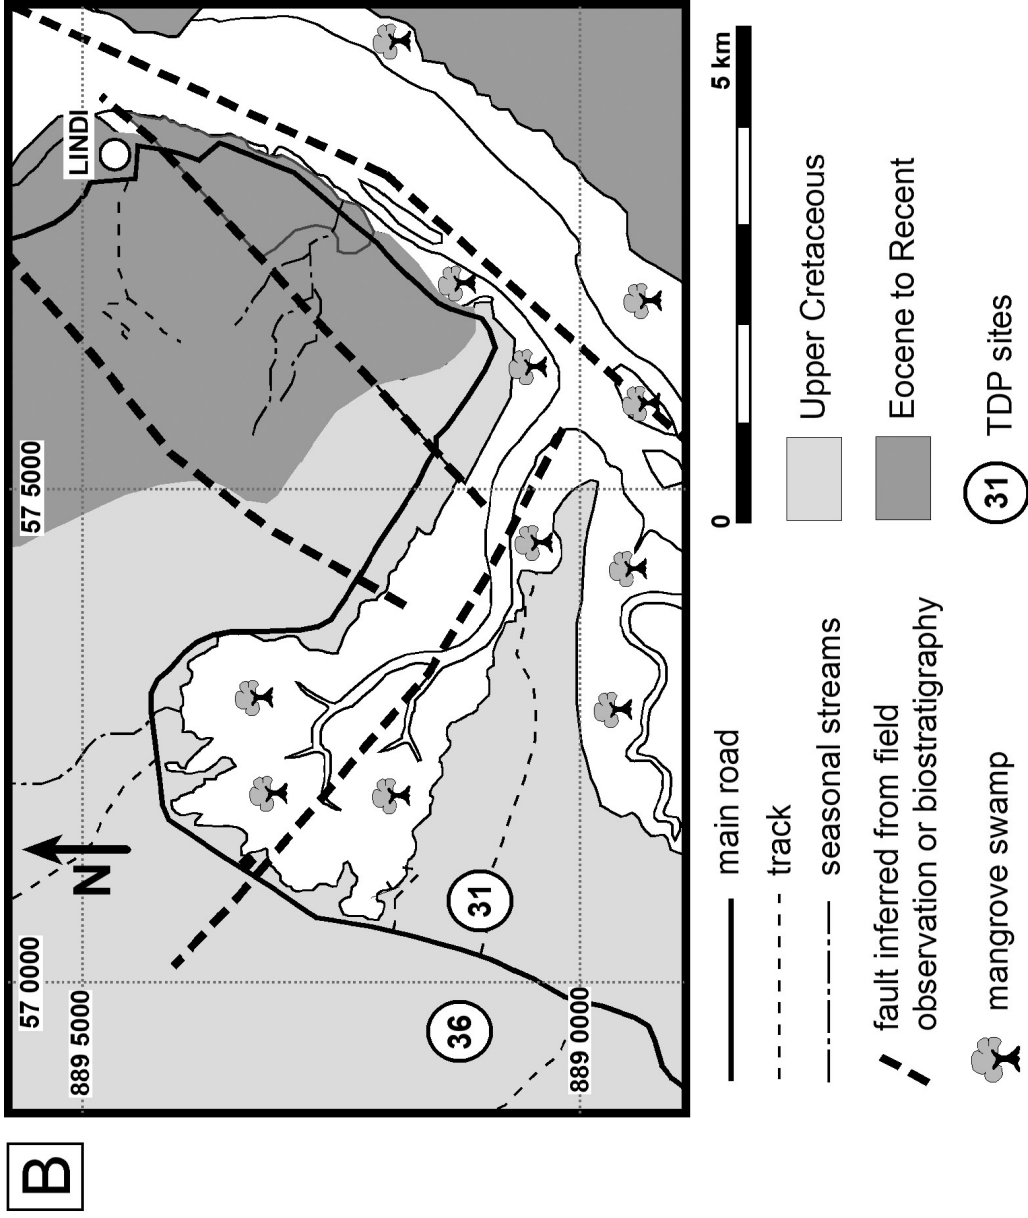 B
57 0000
57 5000
889 5000
889 0000
N
LINDI
36
31
main road
track
seasonal streams
fault inferred from field
observation or biostratigraphy
mangrove swamp
0
5 km
Upper Cretaceous
Eocene to Recent
31
TDP sites